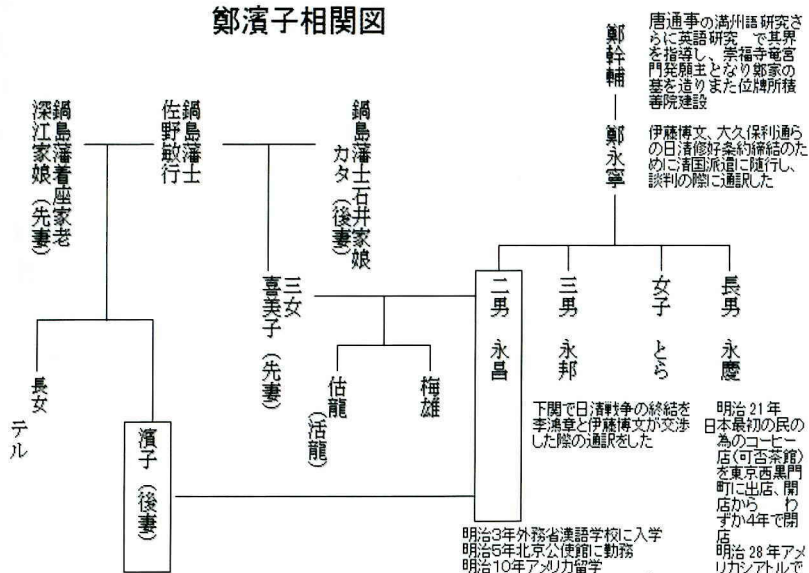 鄭濱子相関図
唐通事の満州語研究さ
らに英語研究　で其界
を指導し、崇福寺竜宮
門発願主となり鄭家の
墓を造りまた位牌所積
善院建設
鄭幹輔
伊藤博文、大久保利通ら
の日清修好条約締結のた
めに清国派遣に随行し、
談判の際に通訳した
鄭永寧
鍋島藩士石井家娘
カタ（後妻）
鍋島藩士
佐野敏行
鍋島藩着座家老
深江家娘（先妻）
長男　永慶
女子　とら
三男　永邦
二男　永昌
三女
喜美子（先妻）
梅雄
估龍
（活龍）
濱子（後妻）
長女
テル
明治21年
日本最初の民の
為のコーヒー
店(可否茶館)
を東京西黒門
町に出店、開
店から　わ
ずか4年で閉
店
明治28年アメ
リカシアトルで
下関で日清戦争の終結を
李鴻章と伊藤博文が交渉
した際の通訳をした
明治3年外務省漢語学校に入学
明治5年北京公使館に勤務
明治10年アメリカ留学